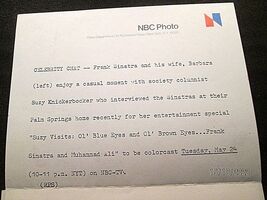 NBC Photo
CELEBRITY CHAT -- Frank Sinatra and his wife, Barbara
(left) enjoy a casual moment with society columnist
Suzy Knickerbocker who interviewed the Sinatras at their
Palm Springs home recently for her entertainment special
"Suzy Visits: Ol' Blue Eyes and Ol' Brown Eyes...Frank
Sinatra and Muhammad Ali" to be colorcast Tuesday, May 24
(10-11 p.m. NYT) on NBC-TV.
(RPS)